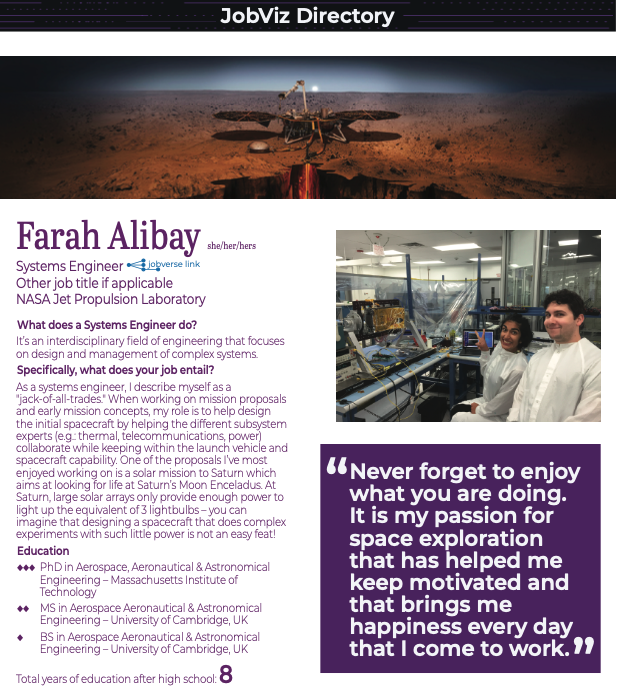 JobViz Directory
Farah Alibay she/her/hers
Systems Engineer jobverse link
Other job title if applicable
NASA Jet Propulsion Laboratory
What does a Systems Engineer do?
It's an interdisciplinary field of engineering that focuses
on design and management of complex systems.
Specifically, what does your job entail?
As a systems engineer, I describe myself as a
"jack-of-all-trades." When working on mission proposals
and early mission concepts, my role is to help design
the initial spacecraft by helping the different subsystem
experts (e.g.: thermal, telecommunications, power)
collaborate while keeping within the launch vehicle and
spacecraft capability. One of the proposals I've most
enjoyed working on is a solar mission to Saturn which
aims at looking for life at Saturn's Moon Enceladus. At
Saturn, large solar arrays only provide enough power to
light up the equivalent of 3 lightbulbs – you can
imagine that designing a spacecraft that does complex
experiments with such little power is not an easy feat!
Education
♦♦♦ PhD in Aerospace, Aeronautical & Astronomical
Engineering – Massachusetts Institute of
Technology
♦♦ MS in Aerospace Aeronautical & Astronomical
Engineering – University of Cambridge, UK
♦ BS in Aerospace Aeronautical & Astronomical
Engineering – University of Cambridge, UK
Total years of education after high school: 8
“Never forget to enjoy
what you are doing.
It is my passion for
space exploration
that has helped me
keep motivated and
that brings me
happiness every day
that I come to work.”